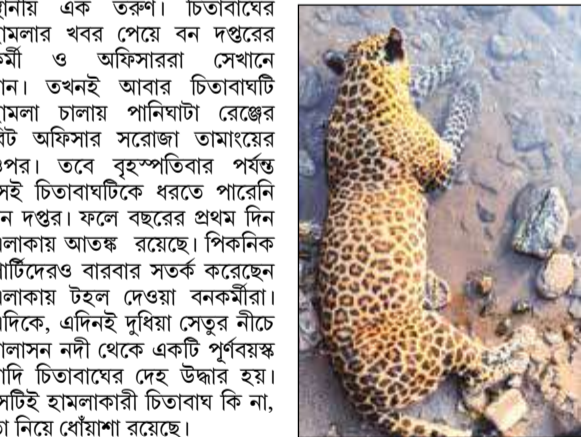 স্থানীয় এক তরুণ। চিতাবাঘের
হামলার খবর পেয়ে বন দপ্তরের
কর্মী ও অফিসাররা সেখানে
যান। তখনই আবার চিতাবাঘটি
হামলা চালায় পানিঘাটা রেঞ্জের
বিট অফিসার সরোজা তামাংয়ের
ওপর। তবে বৃহস্পতিবার পর্যন্ত
সেই চিতাবাঘটিকে ধরতে পারেনি
বন দপ্তর। ফলে বছরের প্রথম দিন
এলাকায় আতঙ্ক রয়েছে। পিকনিক
পার্টিদেরও বারবার সতর্ক করেছেন
এলাকায় টহল দেওয়া বনকর্মীরা।
এদিকে, এদিনই দুধিয়া সেতুর নীচে
বালাসন নদী থেকে একটি পূর্ণবয়স্ক
মাদি চিতাবাঘের দেহ উদ্ধার হয়।
সেটিই হামলাকারী চিতাবাঘ কি না,
তা নিয়ে ধোঁয়াশা রয়েছে।